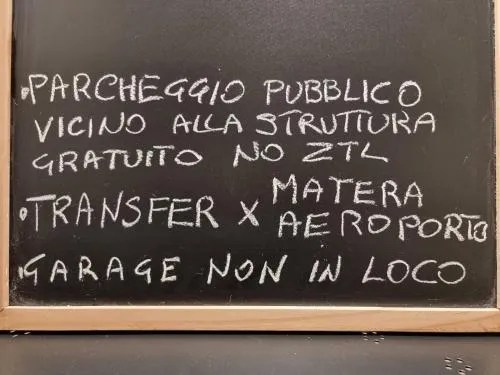 • PARCHEGGIO PUBBLICO
VICINO ALLA STRUTTURA
GRATUITO NO ZTL
• TRANSFER X MATERA
AEROPORTO
• GARAGE NON IN LOCO